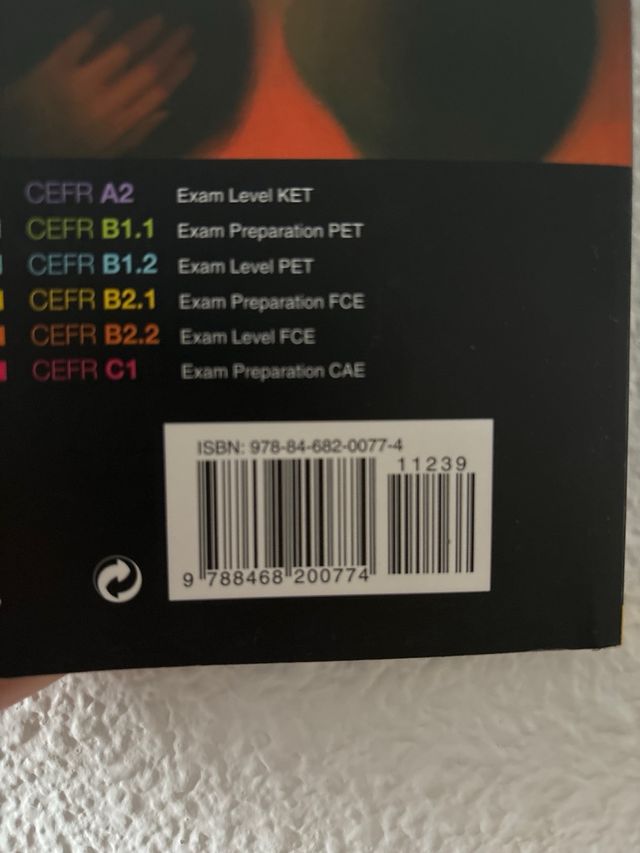 CEFR A2 Exam Level KET
CEFR B1.1 Exam Preparation PET
CEFR B1.2 Exam Level PET
CEFR B2.1 Exam Preparation FCE
CEFR B2.2 Exam Level FCE
CEFR C1 Exam Preparation CAE
ISBN: 978-84-682-0077-4
11239
9 788468 200774